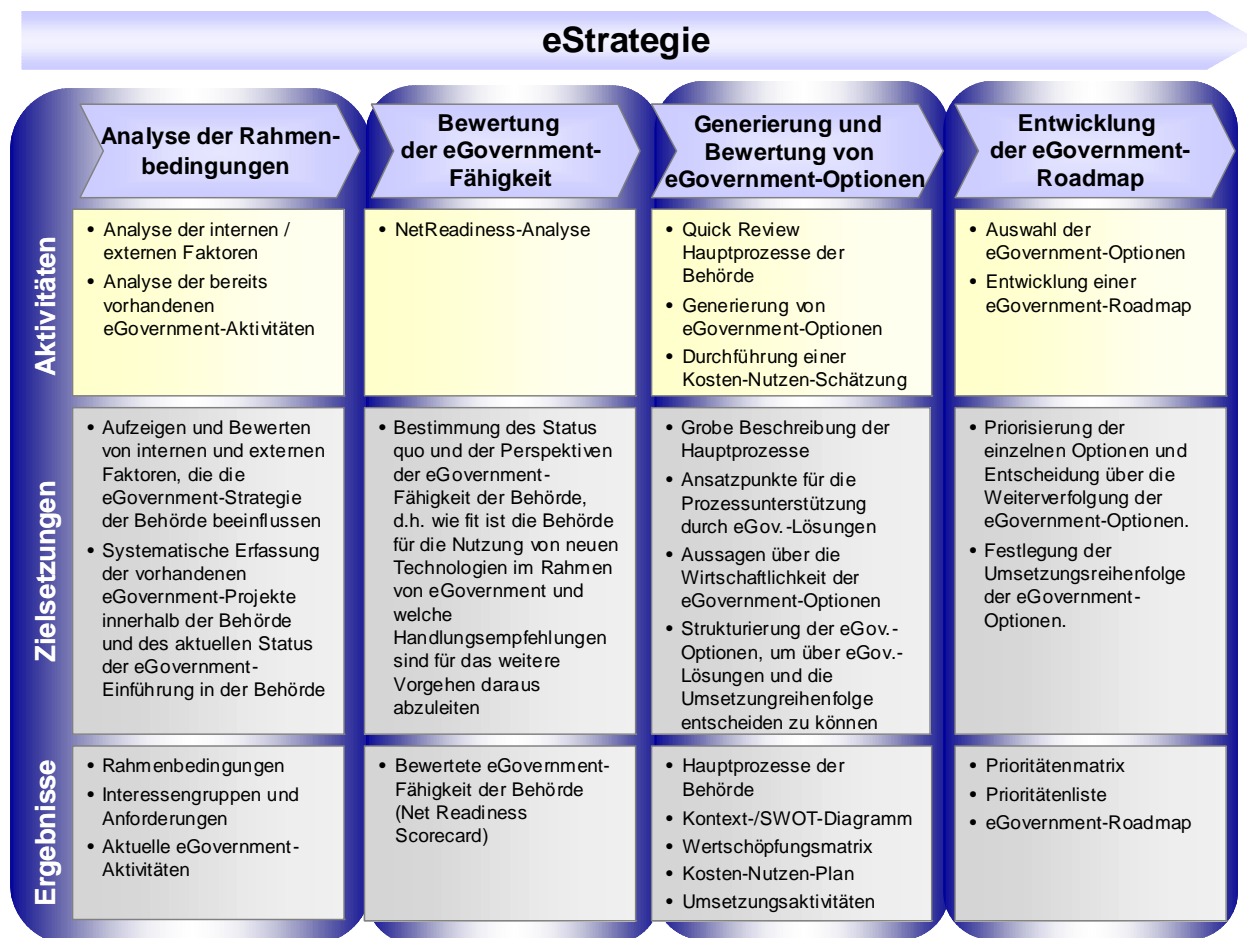 eStrategie
Analyse der Rahmen-
bedingungen
Bewertung
der eGovernment-
Fähigkeit
Generierung und
Bewertung von
eGovernment-Optionen
Entwicklung
der eGovernment-
Roadmap
Aktivitäten
• Analyse der internen /
externen Faktoren
• Analyse der bereits
vorhandenen
eGovernment-Aktivitäten
• NetReadiness-Analyse
• Quick Review
Hauptprozesse der
Behörde
• Generierung von
eGovernment-Optionen
• Durchführung einer
Kosten-Nutzen-Schätzung
• Auswahl der
eGovernment-Optionen
• Entwicklung einer
eGovernment-Roadmap
Zielsetzungen
• Aufzeigen und Bewerten
von internen und externen
Faktoren, die die
eGovernment-Strategie
der Behörde beeinflussen
• Systematische Erfassung
der vorhandenen
eGovernment-Projekte
innerhalb der Behörde
und des aktuellen Status
der eGovernment-
Einführung in der Behörde
• Bestimmung des Status
quo und der Perspektiven
der eGovernment-
Fähigkeit der Behörde,
d.h. wie fit ist die Behörde
für die Nutzung von neuen
Technologien im Rahmen
von eGovernment und
welche
Handlungsempfehlungen
sind für das weitere
Vorgehen daraus
abzuleiten
• Grobe Beschreibung der
Hauptprozesse
• Ansatzpunkte für die
Prozessunterstützung
durch eGov.-Lösungen
• Aussagen über die
Wirtschaftlichkeit der
eGovernment-Optionen
• Strukturierung der eGov.-
Optionen, um über eGov.-
Lösungen und die
Umsetzungreihenfolge
entscheiden zu können
• Priorisierung der
einzelnen Optionen und
Entscheidung über die
Weiterverfolgung der
eGovernment-Optionen.
• Festlegung der
Umsetzungsreihenfolge
der eGovernment-
Optionen.
Ergebnisse
• Rahmenbedingungen
• Interessengruppen und
Anforderungen
• Aktuelle eGovernment-
Aktivitäten
• Bewertete eGovernment-
Fähigkeit der Behörde
(Net Readiness
Scorecard)
• Hauptprozesse der
Behörde
• Kontext-/SWOT-Diagramm
• Wertschöpfungsmatrix
• Kosten-Nutzen-Plan
• Umsetzungsaktivitäten
• Prioritätenmatrix
• Prioritätenliste
• eGovernment-Roadmap